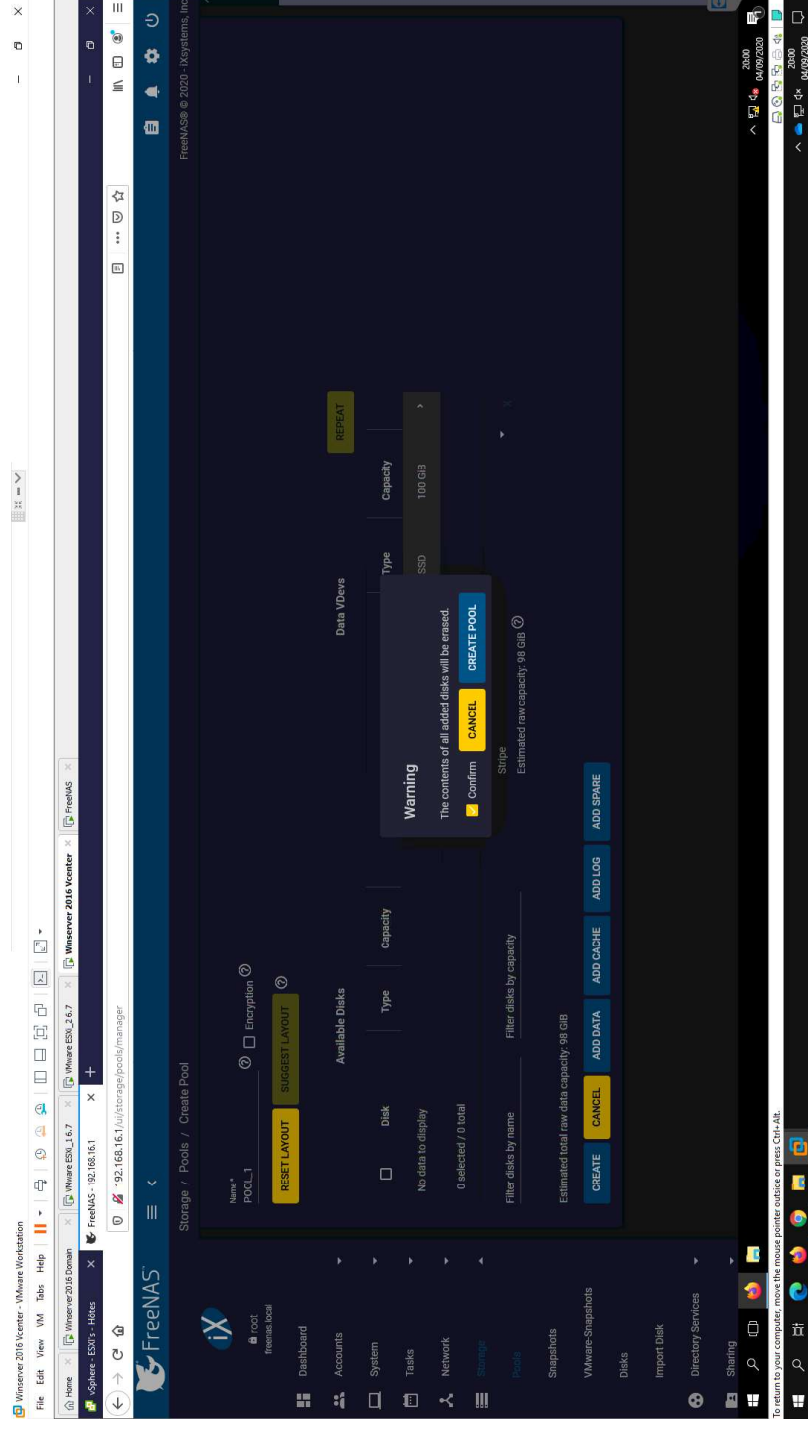 Winserver 2016 Vcenter - VMware Workstation
File Edit View VM Tabs Help
Home
Winserver2016 Domain
VMware ESXi_1 6.7
VMware ESXi_2 6.7
Winserver 2016 Vcenter
FreeNAS
vSphere - ESXI's - Hôtes
FreeNAS - 192.168.16.1
192.168.16.1/ui/storage/pools/manager
FreeNAS
FreeNAS® © 2020 - iXsystems, Inc
Storage / Pools / Create Pool
iX
root
freenas.local
Dashboard
Accounts
System
Tasks
Network
Storage
Pools
Snapshots
VMware-Snapshots
Disks
Import Disk
Directory Services
Sharing
Name*
POOL_1
Encryption
RESET LAYOUT
SUGGEST LAYOUT
Available Disks
Disk Type Capacity
No data to display
0 selected / 0 total
Filter disks by name
Filter disks by capacity
Estimated total raw data capacity: 98 GiB
CREATE
CANCEL
ADD DATA
ADD CACHE
ADD LOG
ADD SPARE
Data VDevs
REPEAT
Type Capacity
SSD 100 GiB
Stripe
Estimated raw capacity: 98 GiB
Warning
The contents of all added disks will be erased.
Confirm
CANCEL
CREATE POOL
20:00
04/09/2020
1
To return to your computer, move the mouse pointer outside or press Ctrl+Alt.
20:00
04/09/2020